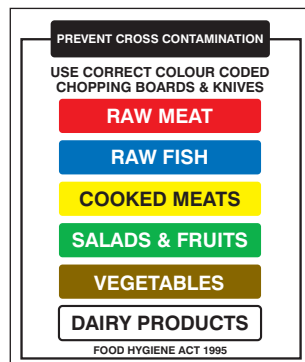 PREVENT CROSS CONTAMINATION
USE CORRECT COLOUR CODED
CHOPPING BOARDS & KNIVES
RAW MEAT
RAW FISH
COOKED MEATS
SALADS & FRUITS
VEGETABLES
DAIRY PRODUCTS
FOOD HYGIENE ACT 1995